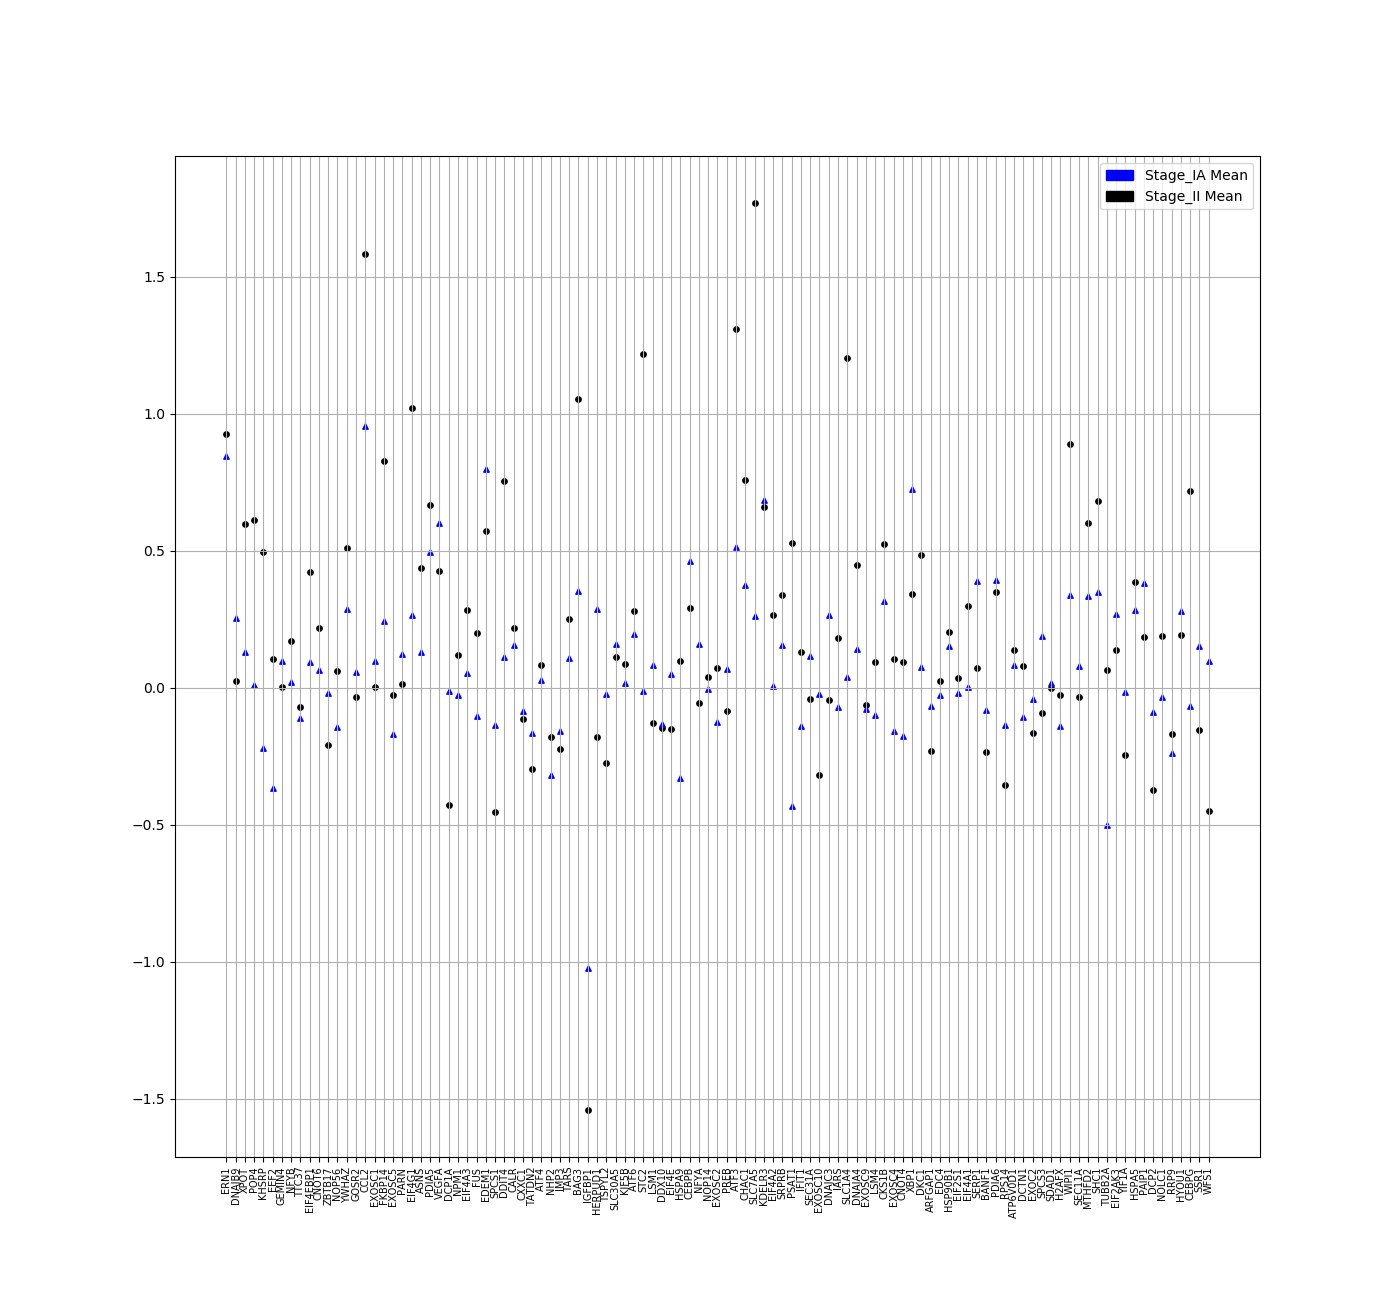 Stage_IA Mean
Stage_II Mean
1.5
1.0
0.5
0.0
−0.5
−1.0
−1.5
ERN1
DNAJB9
XPOT
POP4
KHSRP
EEF2
GEMIN4
NFYB
TTC37
EIF4EBP1
CNOT6
ZBTB17
NOP56
YWHAZ
GOSR2
CCL2
EXOSC1
FKBP14
EXOSC5
PARN
EIF4G1
ASNS
PDIA5
VEGFA
DCP1A
NPM1
EIF4A3
FUS
EDEM1
SPCS1
DDIT4
CALR
CXXC1
TATDN2
ATF4
NHP2
IMP3
TARS
BAG3
IGFBP1
HERPUD1
TSPYL2
SLC30A5
KIF5B
ATF6
STC2
LSM1
DDX10
EIF4E
HSPA9
CEBPB
NFYA
NOP14
EXOSC2
PREB
ATF3
CHAC1
SLC7A5
KDELR3
EIF4A2
SRPRB
PSAT1
IFIT1
SEC31A
EXOSC10
DNAJC3
IARS
SLC1A4
DNAJA4
EXOSC9
LSM4
CKS1B
EXOSC4
CNOT4
XBP1
DKC1
ARFGAP1
EDC4
HSP90B1
EIF2S1
EIF4A1
SERP1
BANF1
PDIA6
RPS14
ATP6V0D1
DCTN1
EXOC2
SPCS3
SDAD1
H2AFX
WIPI1
SEC11A
MTHFD2
SHC1
TUBB2A
EIF2AK3
YIF1A
HSPA5
PAIP1
DCP2
NOLC1
RRP9
HYOU1
CEBPG
SSR1
WFS1